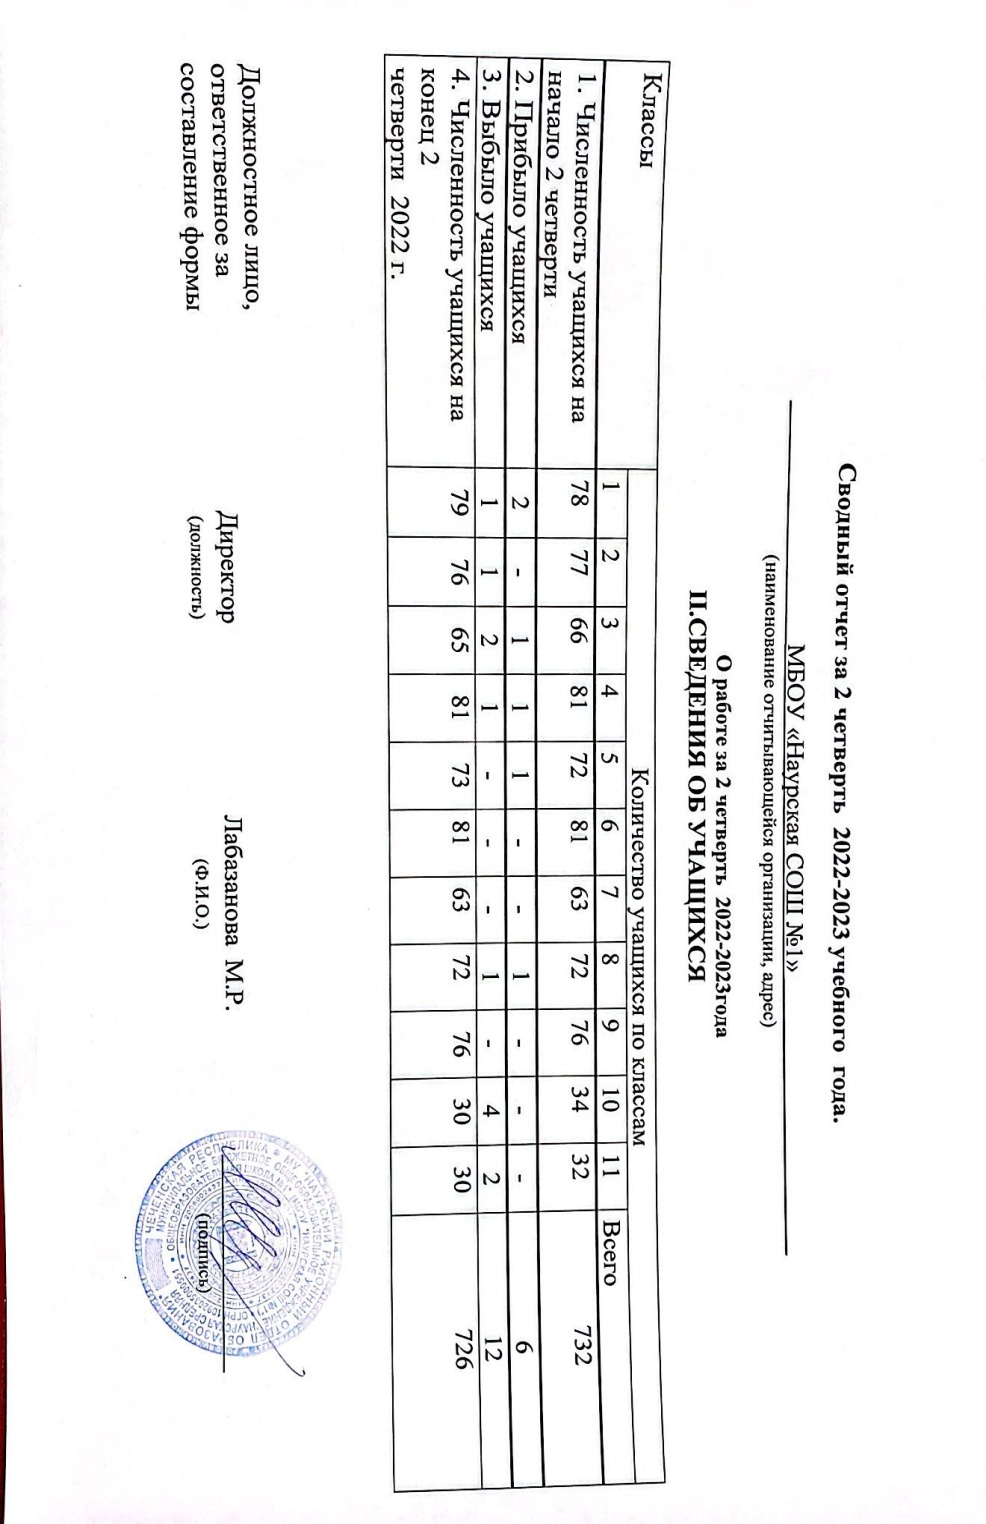 Сводный отчет за 2 четверть 2022-2023 учебного года.
МБОУ «Наурская СОШ №1»
(наименование отчитывающейся организации, адрес)
О работе за 2 четверть 2022-2023года
II.СВЕДЕНИЯ ОБ УЧАЩИХСЯ
Классы Количество учащихся по классам
1 2 3 4 5 6 7 8 9 10 11 Всего
1. Численность учащихся на
начало 2 четверти 78 77 66 81 72 81 63 72 76 34 32 732
2. Прибыло учащихся 2 - 1 1 1 - - 1 - - - 6
3. Выбыло учащихся 1 1 2 1 - - - 1 - 4 2 12
4. Численность учащихся на
конец 2
четверти 2022 г. 79 76 65 81 73 81 63 72 76 30 30 726
Должностное лицо,
ответственное за
составление формы
Директор
(должность)
Лабазанова М.Р.
(Ф.И.О.)
(подпись)
ЧЕЧЕНСКАЯ РЕСПУБЛИКА